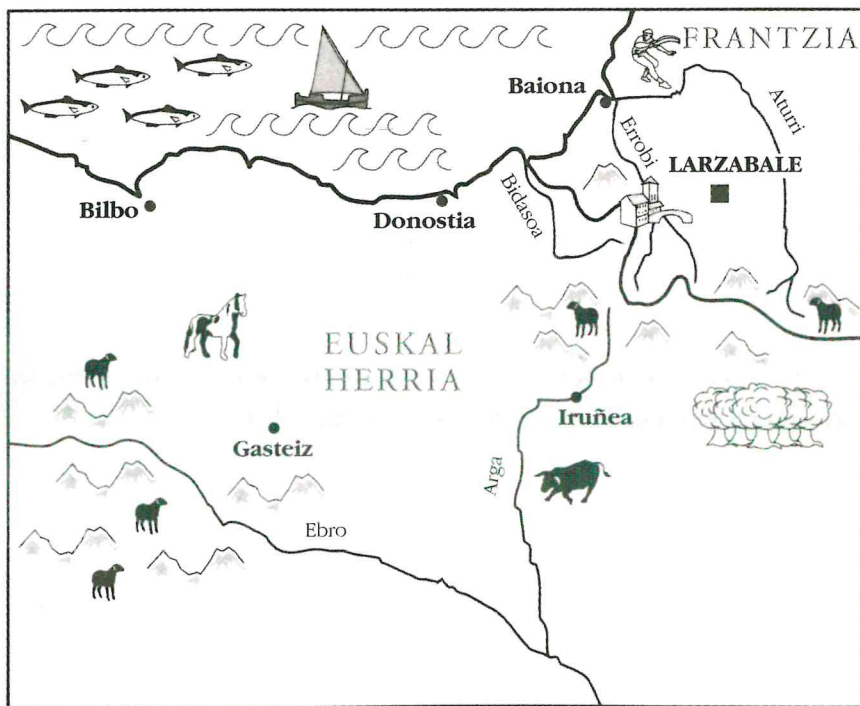 FRANTZIA
Baiona
Aturri
Errobi
LARZABALE
Bilbo
Donostia
Bidasoa
EUSKAL
HERRIA
Iruñea
Gasteiz
Arga
Ebro